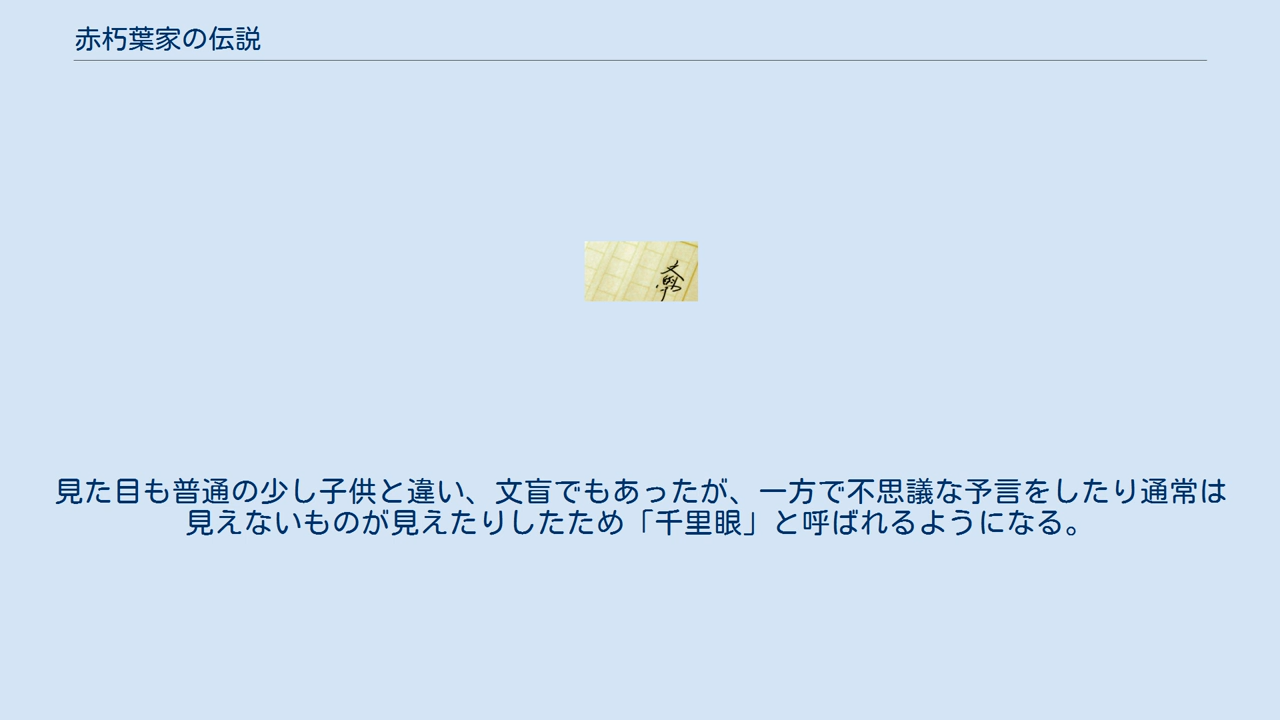 赤朽葉家の伝説
見た目も普通の少し子供と違い、文盲でもあったが、一方で不思議な予言をしたり通常は
見えないものが見えたりしたため「千里眼」と呼ばれるようになる。